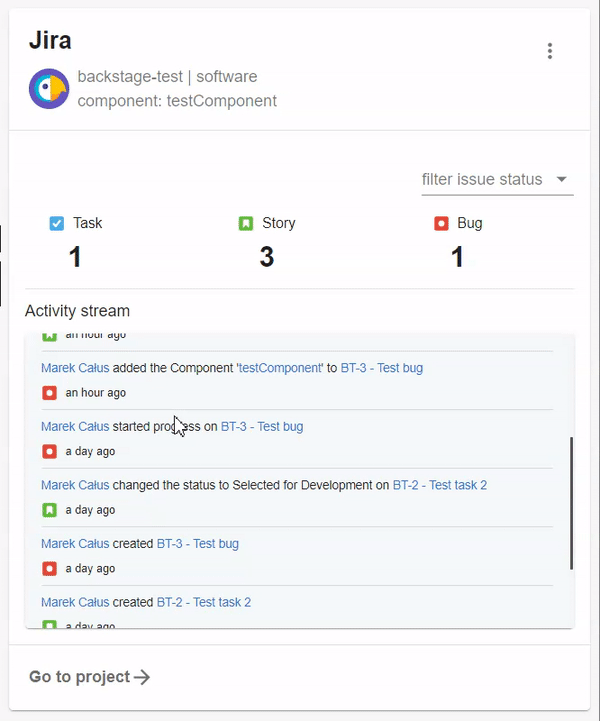 Jira
backstage-test | software
component: testComponent
filter issue status
Task
Story
Bug
1
3
1
Activity stream
an hour ago
Marek Całus added the Component 'testComponent' to BT-3 - Test bug
an hour ago
Marek Całus started progress on BT-3 - Test bug
a day ago
Marek Całus changed the status to Selected for Development on BT-2 - Test task 2
a day ago
Marek Całus created BT-3 - Test bug
a day ago
Marek Całus created BT-2 - Test task 2
a day ago
Go to project